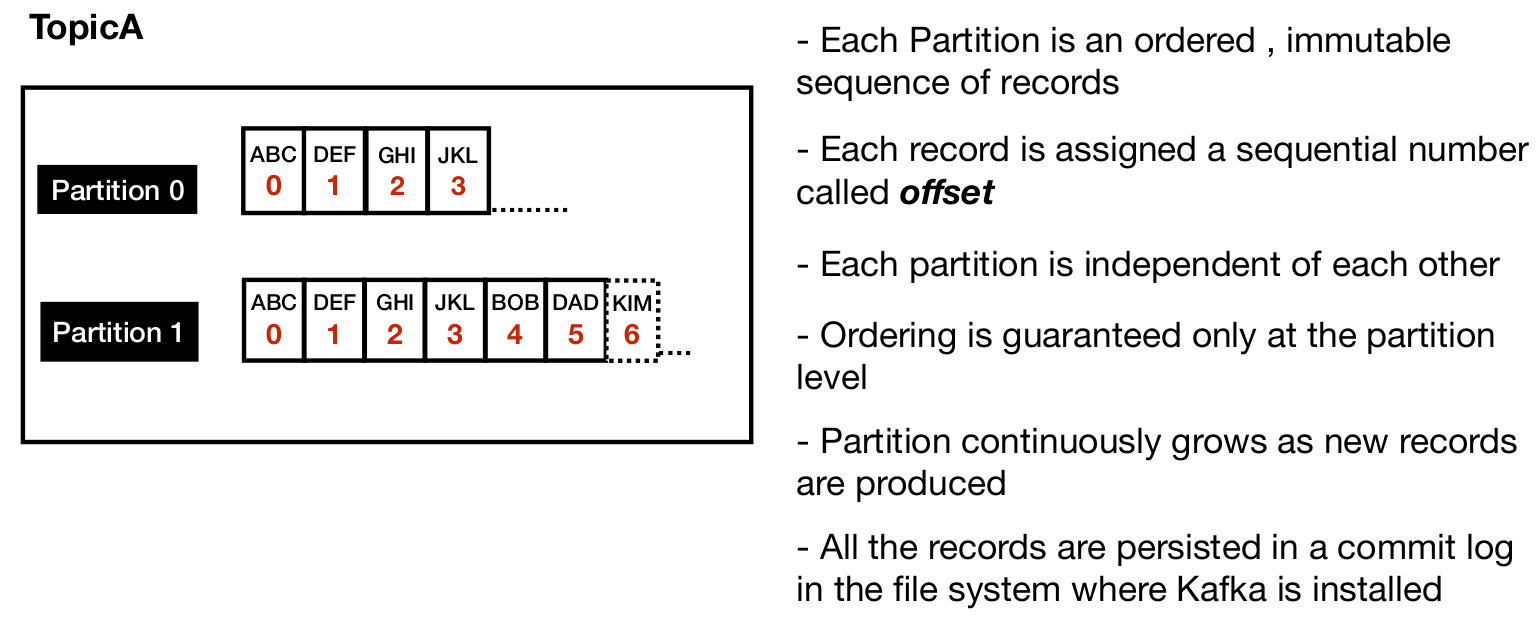 TopicA
Partition 0
ABC DEF GHI JKL
0 1 2 3
Partition 1
ABC DEF GHI JKL BOB DAD KIM
0 1 2 3 4 5 6
- Each Partition is an ordered , immutable
sequence of records
- Each record is assigned a sequential number
called offset
- Each partition is independent of each other
- Ordering is guaranteed only at the partition
level
- Partition continuously grows as new records
are produced
- All the records are persisted in a commit log
in the file system where Kafka is installed